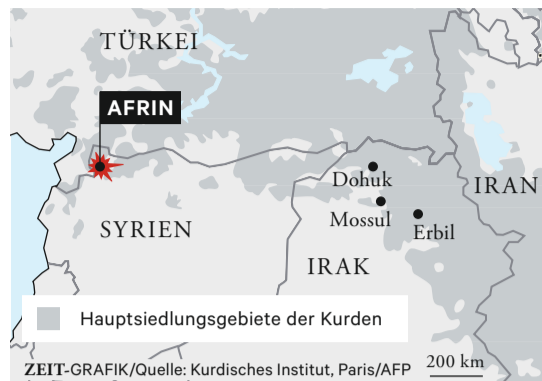 TÜRKEI
AFRIN
Dohuk
IRAN
Mossul
SYRIEN
Erbil
IRAK
Hauptsiedlungsgebiete der Kurden
200 km
ZEIT-GRAFIK/Quelle: Kurdisches Institut, Paris/AFP